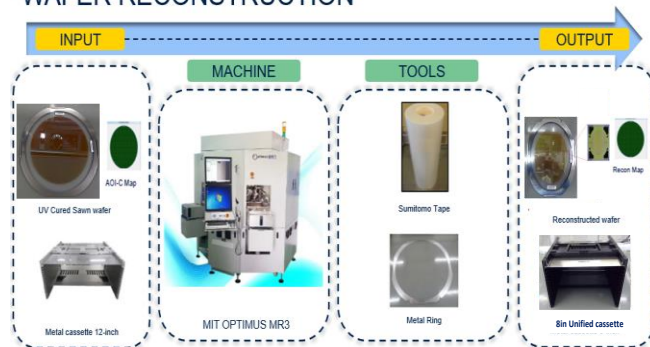 WAFER RECONSTRUCTION
INPUT
OUTPUT
MACHINE
TOOLS
AOI-C Map
UV Cured Sawn wafer
Metal cassette 12-inch
MIT OPTIMUS MR3
Sumitomo Tape
Metal Ring
Recon Map
Reconstructed wafer
8in Unified cassette